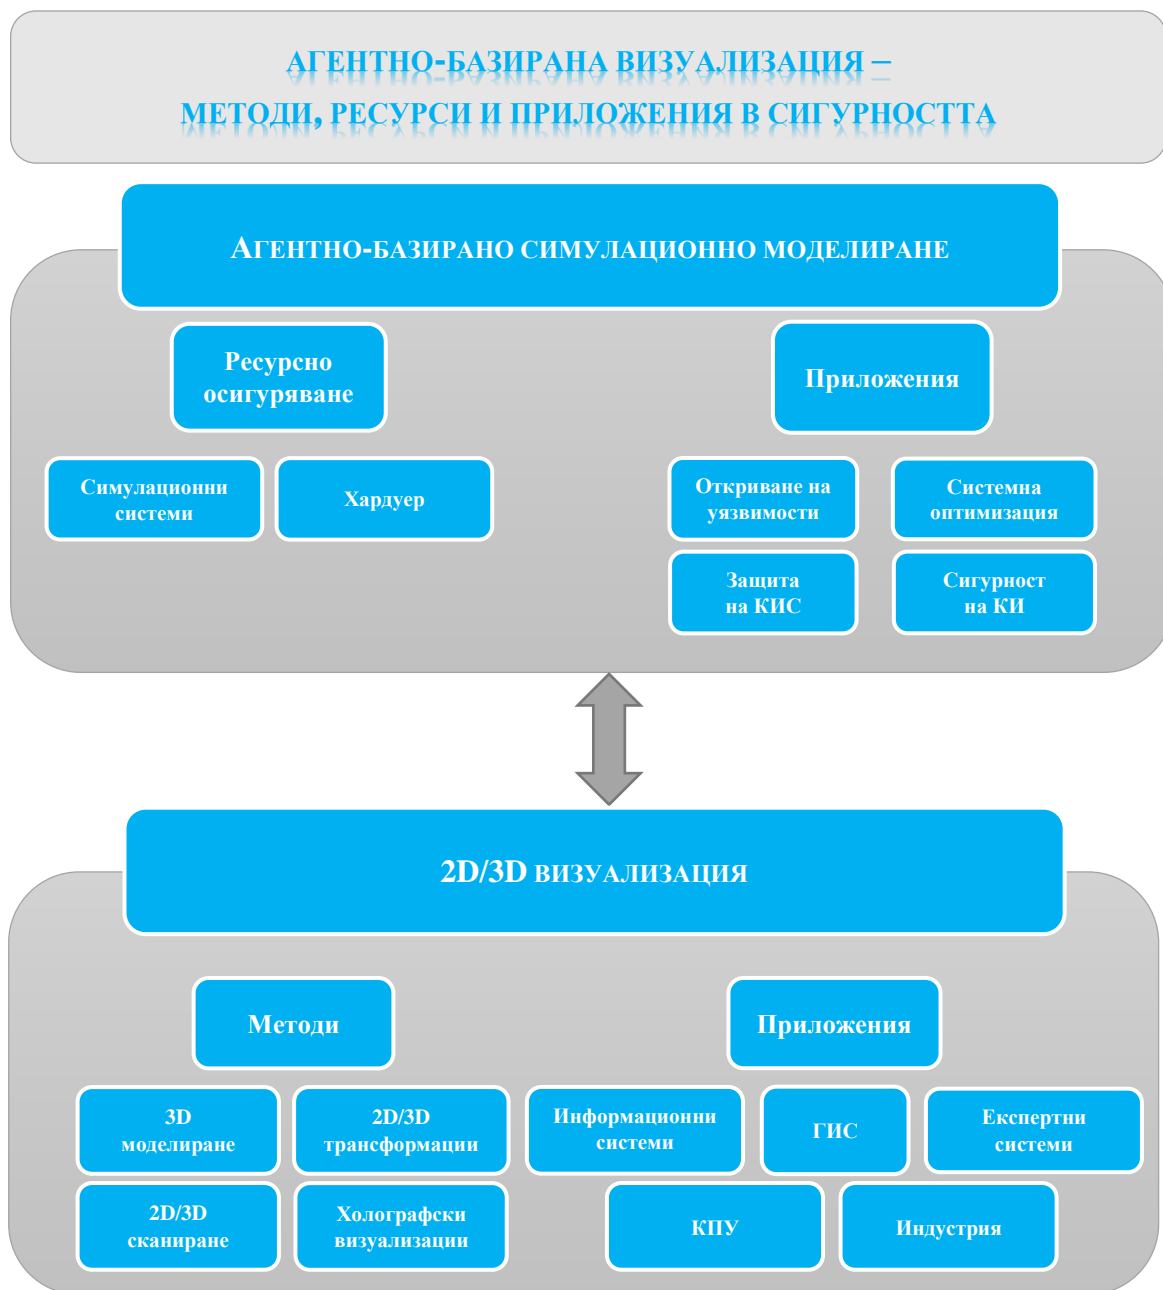 АГЕНТНО-БАЗИРАНА ВИЗУАЛИЗАЦИЯ –
МЕТОДИ, РЕСУРСИ И ПРИЛОЖЕНИЯ В СИГУРНОСТТА
АГЕНТНО-БАЗИРАНО СИМУЛАЦИОННО МОДЕЛИРАНЕ
Ресурсно
осигуряване
Приложения
Симулационни
системи
Хардуер
Откриване на
уязвимости
Системна
оптимизация
Защита
на КИС
Сигурност
на КИ
2D/3D ВИЗУАЛИЗАЦИЯ
Методи
Приложения
3D
моделиране
2D/3D
трансформации
Информационни
системи
ГИС
Експертни
системи
2D/3D
сканиране
Холографски
визуализации
КПУ
Индустрия